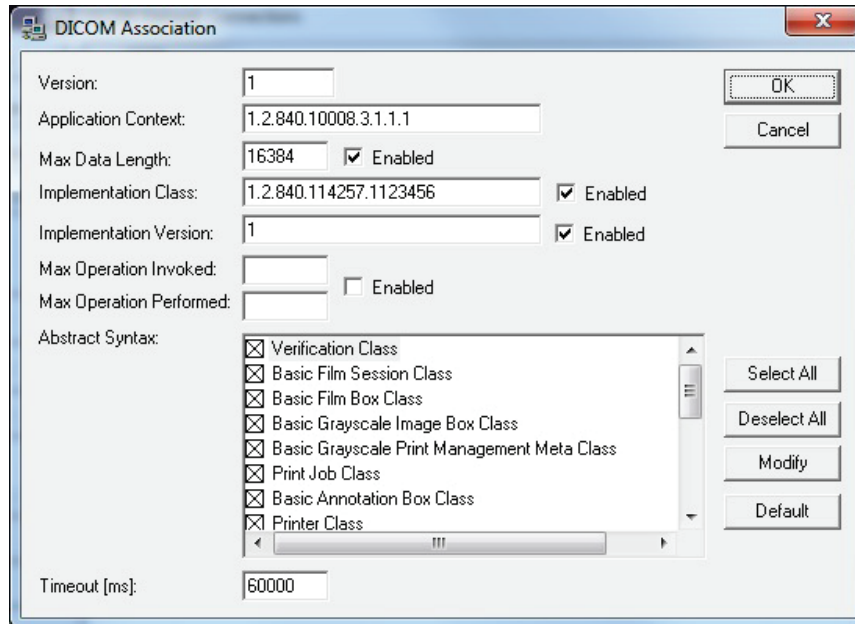 DICOM Association
Version:
1
OK
Application Context:
1.2.840.10008.3.1.1.1
Cancel
Max Data Length:
16384
Enabled
Implementation Class:
1.2.840.114257.1123456
Enabled
Implementation Version:
1
Enabled
Max Operation Invoked:
Enabled
Max Operation Performed:
Abstract Syntax:
Verification Class
Basic Film Session Class
Basic Film Box Class
Basic Grayscale Image Box Class
Basic Grayscale Print Management Meta Class
Print Job Class
Basic Annotation Box Class
Printer Class
Select All
Deselect All
Modify
Default
Timeout [ms]:
60000